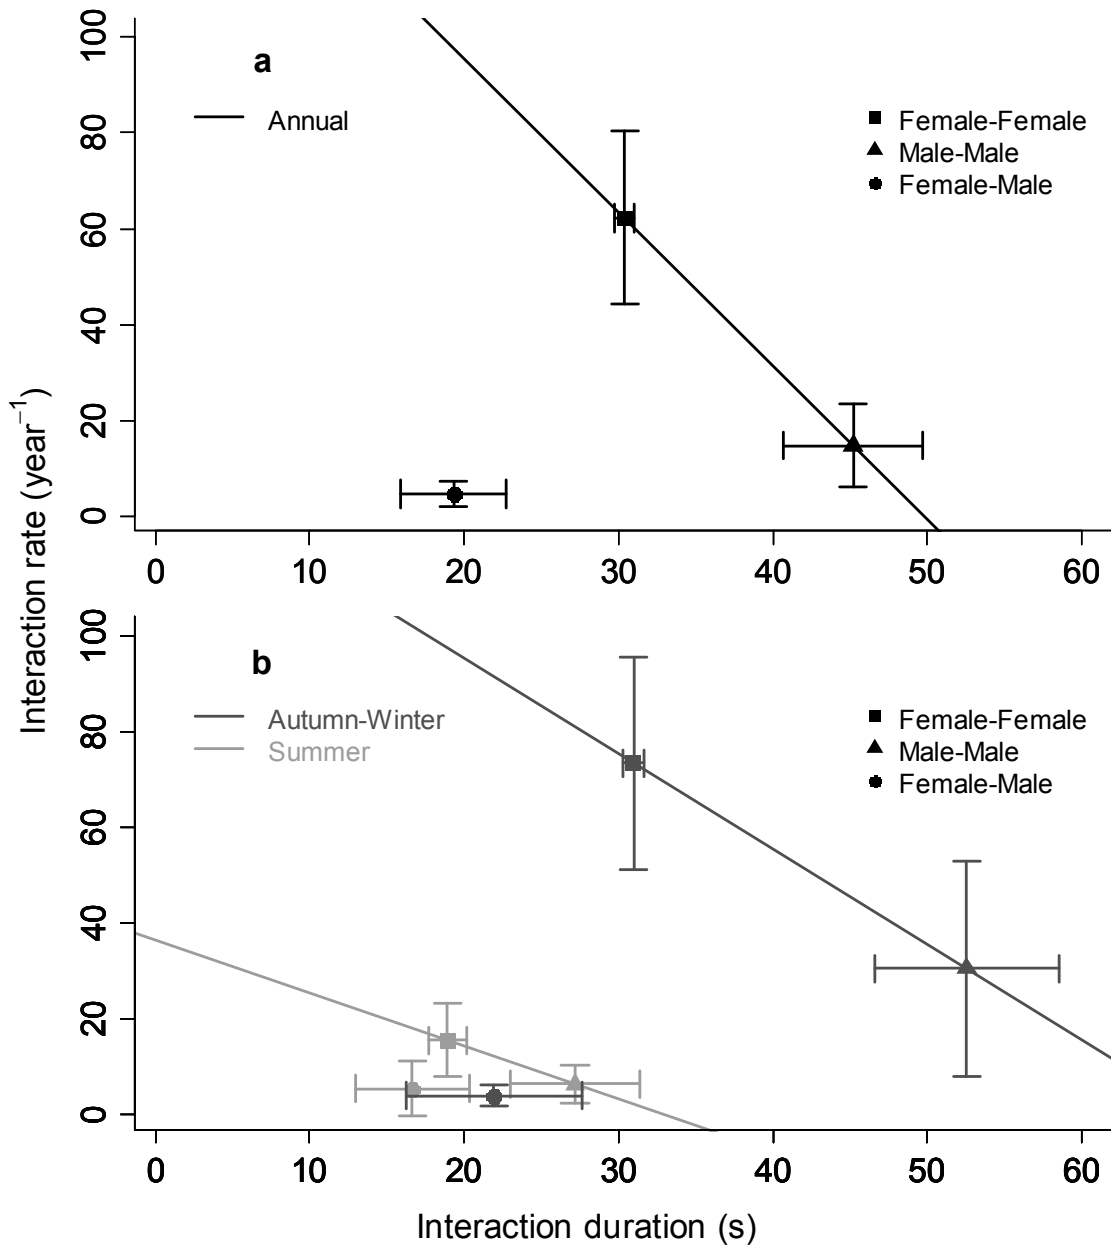 a
Annual
Female-Female
Male-Male
Female-Male
0 20 40 60 80 100
0 10 20 30 40 50 60
b
Autumn-Winter
Summer
Female-Female
Male-Male
Female-Male
0 20 40 60 80 100
0 10 20 30 40 50 60
Interaction rate (year⁻¹)
Interaction duration (s)